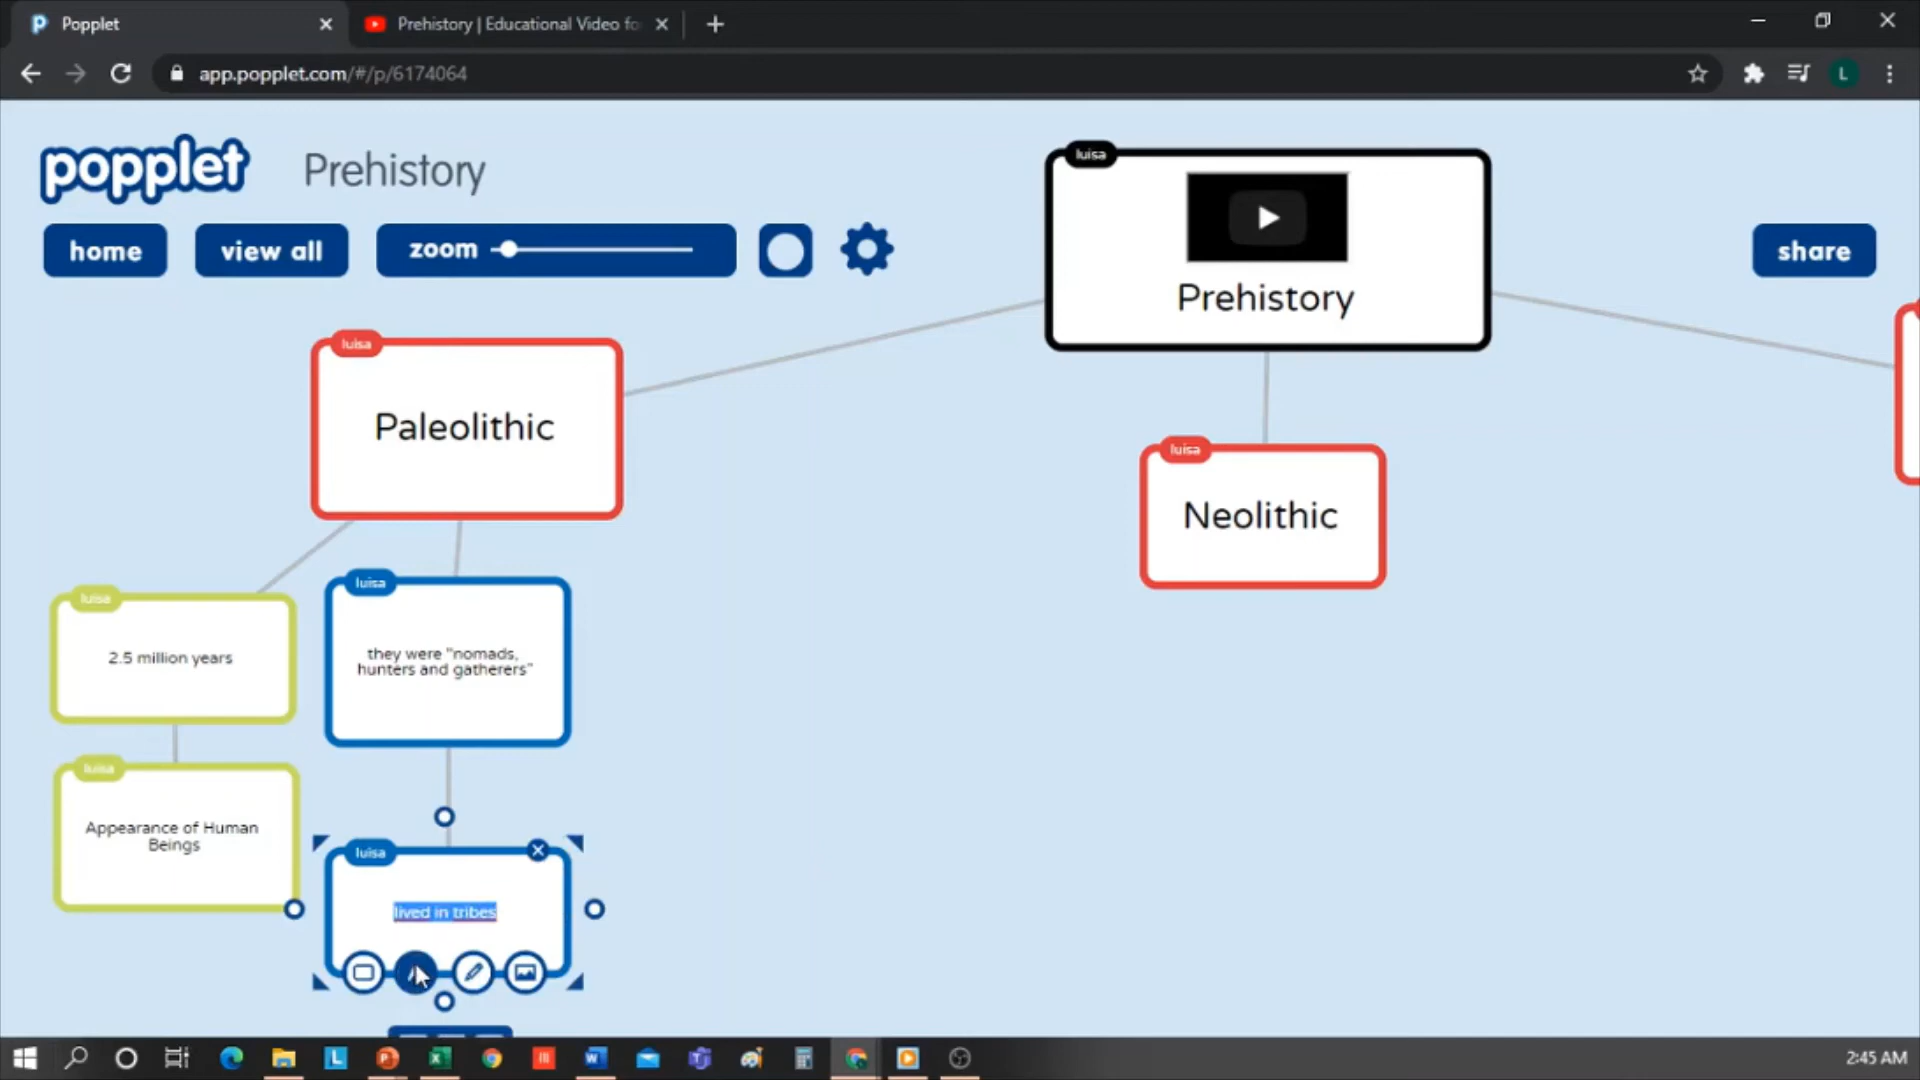 Popplet
Prehistory | Educational Video fo
app.popplet.com/#/p/6174064
L
popplet
Prehistory
home
view all
zoom
share
luisa
Prehistory
luisa
Paleolithic
luisa
Neolithic
luisa
2.5 million years
luisa
they were "nomads,
hunters and gatherers"
luisa
Appearance of Human
Beings
luisa
lived in tribes
2:45 AM